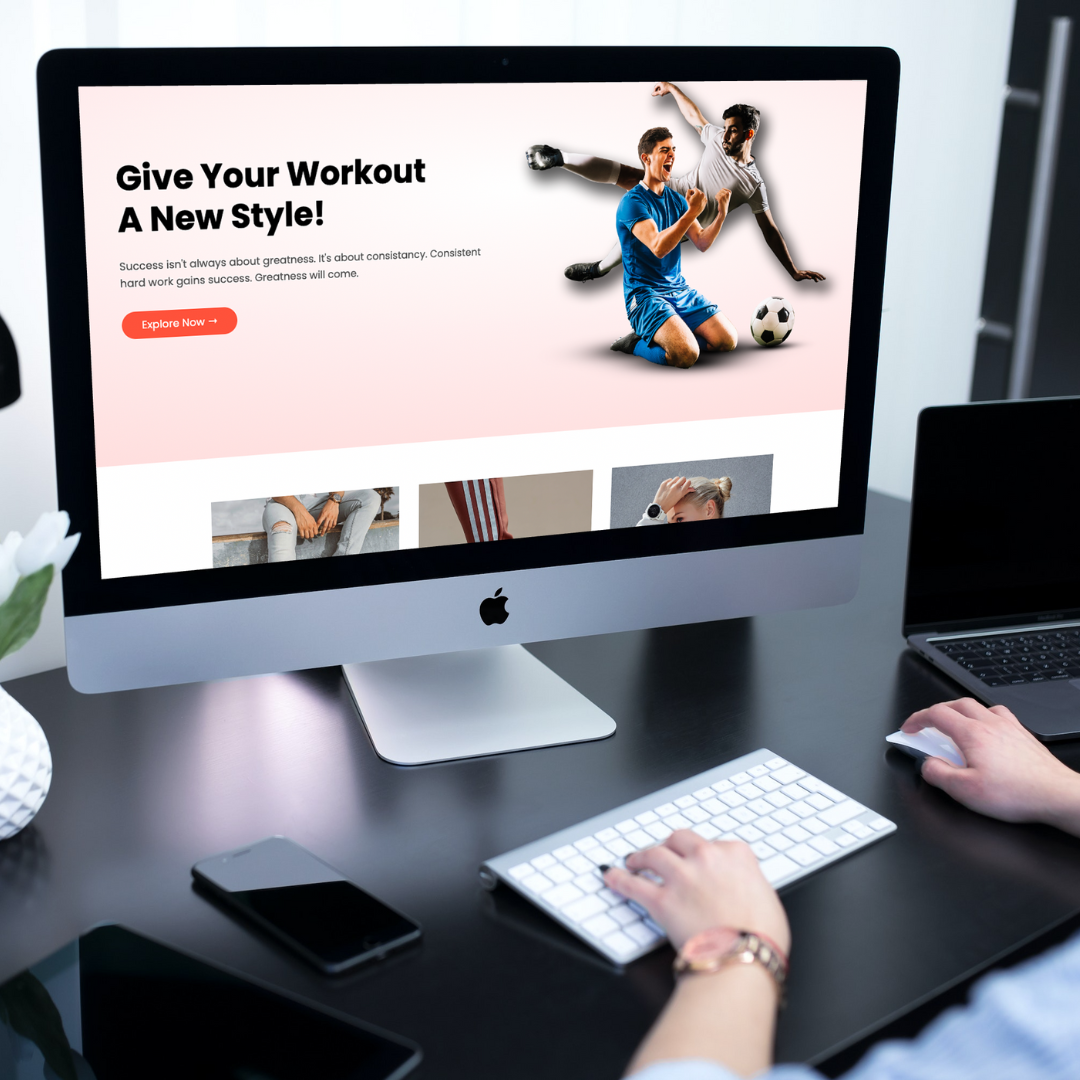 Give Your Workout
A New Style!
Success isn't always about greatness. It's about consistancy. Consistent
hard work gains success. Greatness will come.
Explore Now →